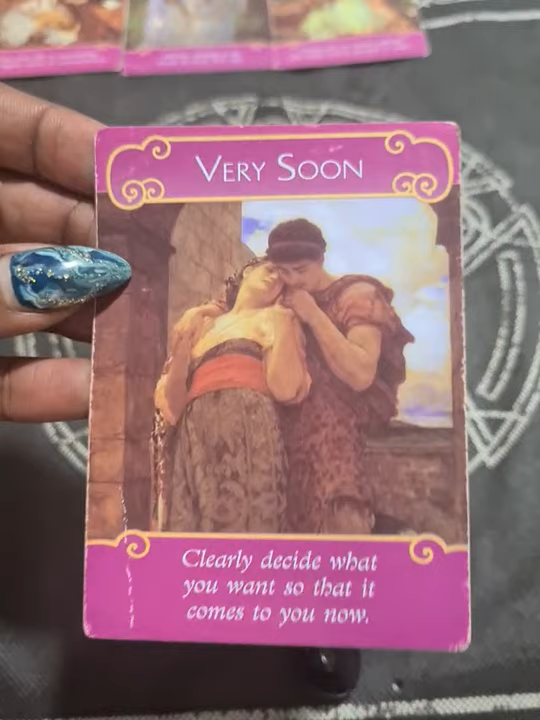 VERY SOON
Clearly decide what
you want so that it
comes to you now.